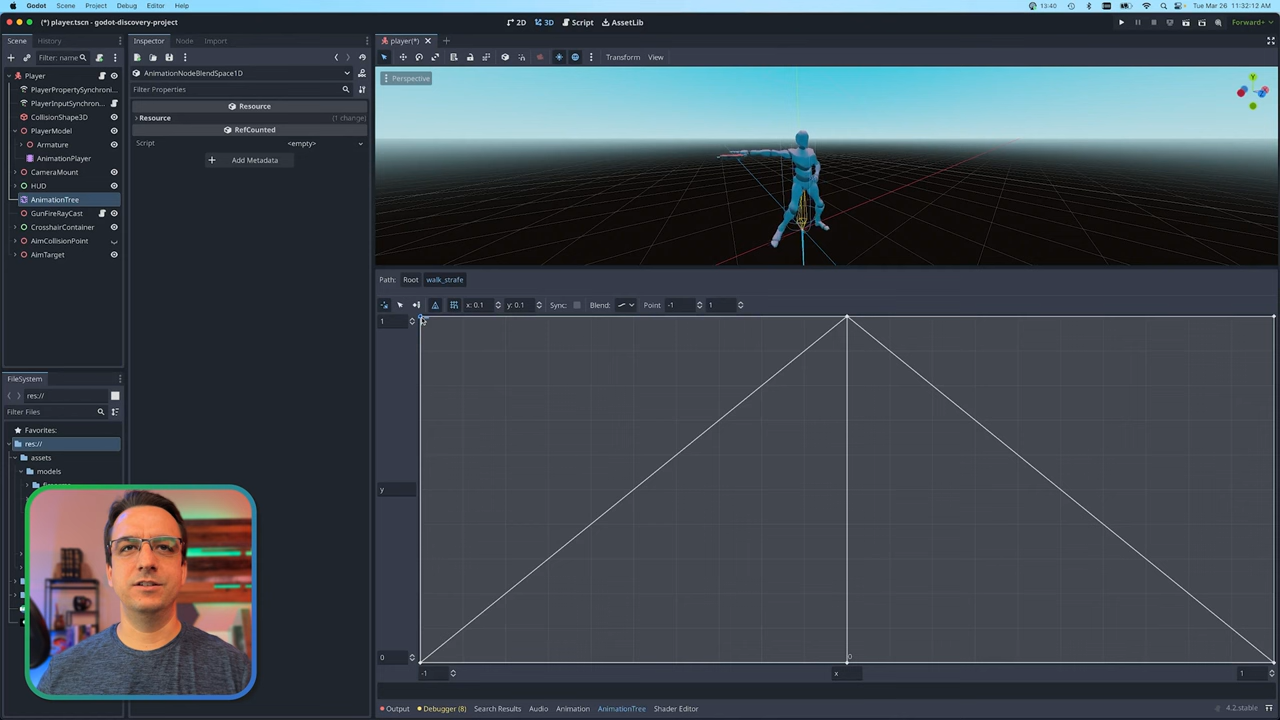 Godot Scene Project Debug Editor Help
13:40
Tue Mar 26 11:32:12 AM
(*) player.tscn - godot-discovery-project
2D 3D Script AssetLib
Forward+
Scene History
Filter: name
Player
PlayerPropertySynchroni...
PlayerInputSynchron...
CollisionShape3D
PlayerModel
Armature
AnimationPlayer
CameraMount
HUD
AnimationTree
GunFireRayCast
CrosshairContainer
AimCollisionPoint
AimTarget
FileSystem
res://
Filter Files
Favorites:
res://
assets
models
Inspector Node Import
AnimationNodeBlendSpace1D
Filter Properties
Resource
Resource (1 change)
RefCounted
Script <empty>
Add Metadata
player(*)
Transform View
Perspective
Y
Path: Root walk_strafe
x: 0.1 y: 0.1 Sync: Blend: Point -1 1
1
y
0
0
-1 x 1
Output Debugger (8) Search Results Audio Animation AnimationTree Shader Editor
4.2.stable